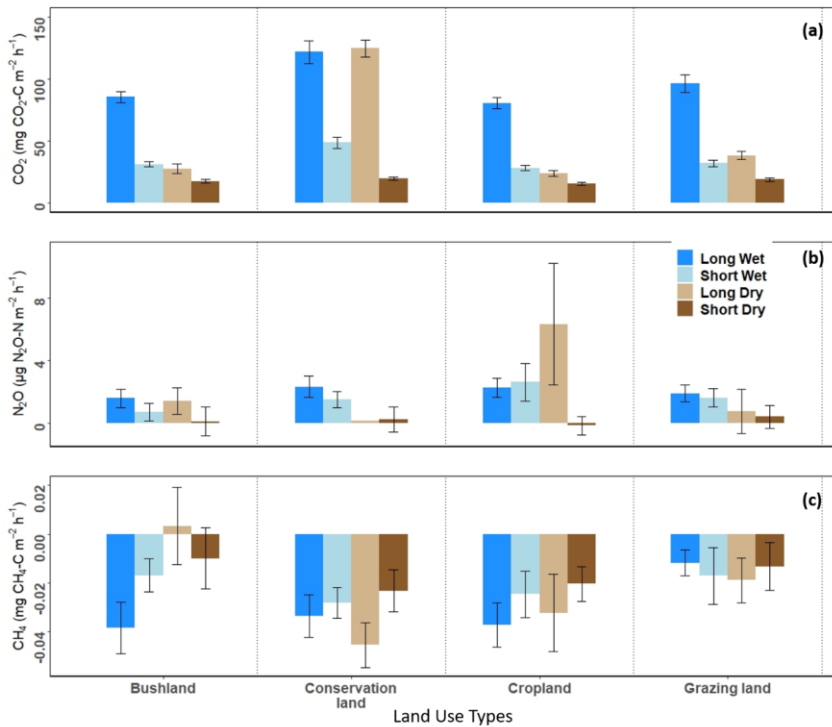 (a)
150
100
50
0
CO₂ (mg CO₂-C m⁻² h⁻¹)
(b)
8
4
0
N₂O (µg N₂O-N m⁻² h⁻¹)
Long Wet
Short Wet
Long Dry
Short Dry
(c)
0.02
0.00
-0.02
-0.04
CH₄ (mg CH₄-C m⁻² h⁻¹)
Bushland
Conservation
land
Cropland
Grazing land
Land Use Types